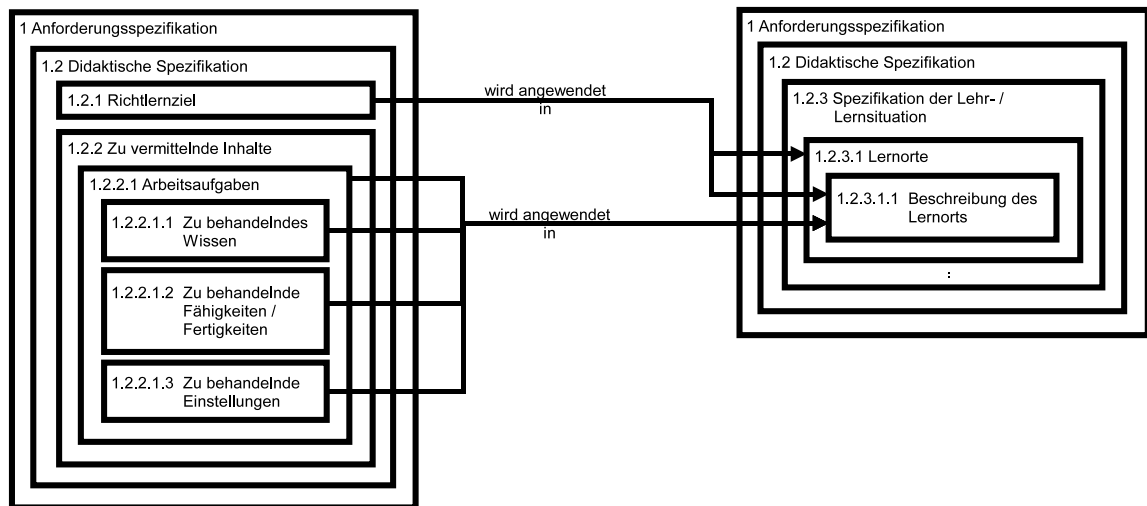 1 Anforderungsspezifikation
1.2 Didaktische Spezifikation
1.2.1 Richtlernziel
1.2.2 Zu vermittelnde Inhalte
1.2.2.1 Arbeitsaufgaben
1.2.2.1.1 Zu behandelndes
Wissen
1.2.2.1.2 Zu behandelnde
Fähigkeiten /
Fertigkeiten
1.2.2.1.3 Zu behandelnde
Einstellungen
wird angewendet
in
wird angewendet
in
1 Anforderungsspezifikation
1.2 Didaktische Spezifikation
1.2.3 Spezifikation der Lehr- /
Lernsituation
1.2.3.1 Lernorte
1.2.3.1.1 Beschreibung des
Lernorts
: